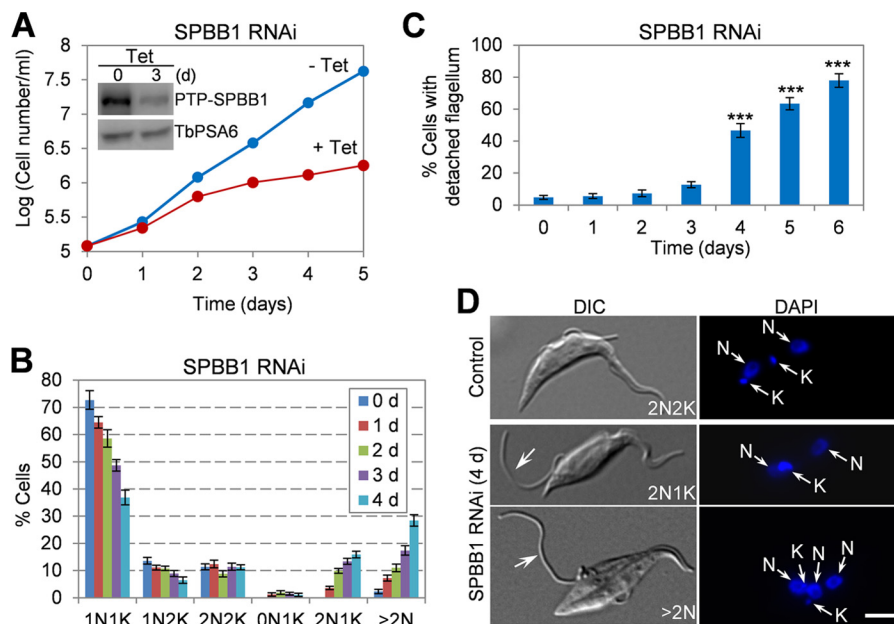 A
SPBB1 RNAi
Log (Cell number/ml)
8
7.5
7
6.5
6
5.5
5
0 1 2 3 4 5
Time (days)
Tet
0 3 (d)
PTP-SPBB1
TbPSA6
- Tet
+ Tet
B
SPBB1 RNAi
% Cells
80
70
60
50
40
30
20
10
0
0 d
1 d
2 d
3 d
4 d
1N1K 1N2K 2N2K 0N1K 2N1K >2N
C
SPBB1 RNAi
% Cells with
detached flagellum
100
80
60
40
20
0
*** *** ***
0 1 2 3 4 5 6
Time (days)
D
DIC DAPI
Control
2N2K
N
N
K
K
SPBB1 RNAi (4 d)
2N1K
N
N
K
>2N
N K N N
K